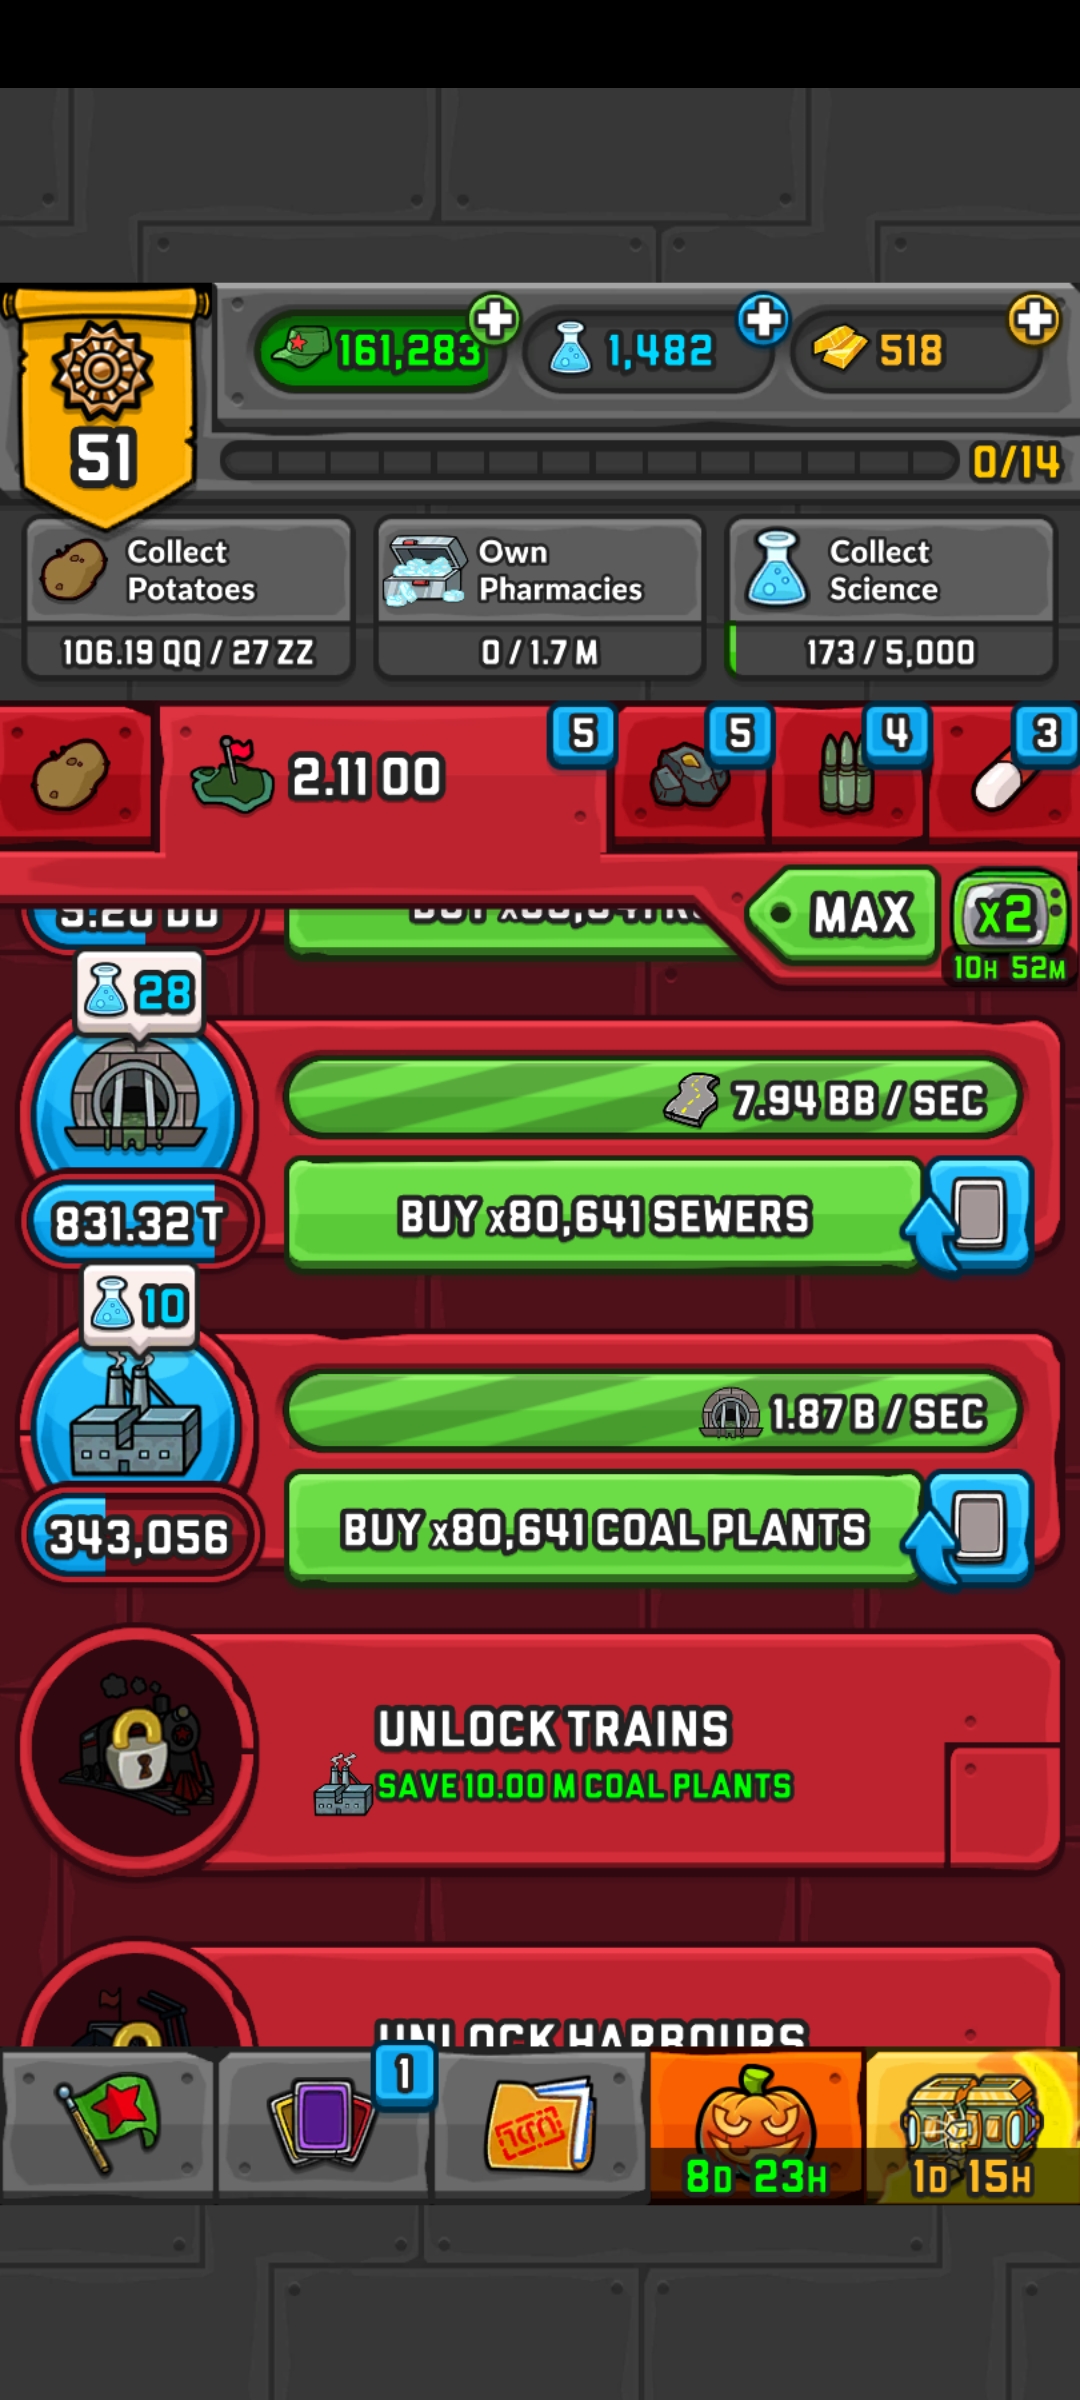 161,283
1,482
518
51
0/14
Collect
Potatoes
106.19 QQ / 27 ZZ
Own
Pharmacies
0 / 1.7 M
Collect
Science
173 / 5,000
2.11 OO
5
5
4
3
MAX
x2
10H 52M
28
7.94 BB / SEC
831.32 T
BUY x80,641 SEWERS
10
1.87 B / SEC
343,056
BUY x80,641 COAL PLANTS
UNLOCK TRAINS
SAVE 10.00 M COAL PLANTS
UNLOCK HARBOURS
1
8D 23H
1D 15H